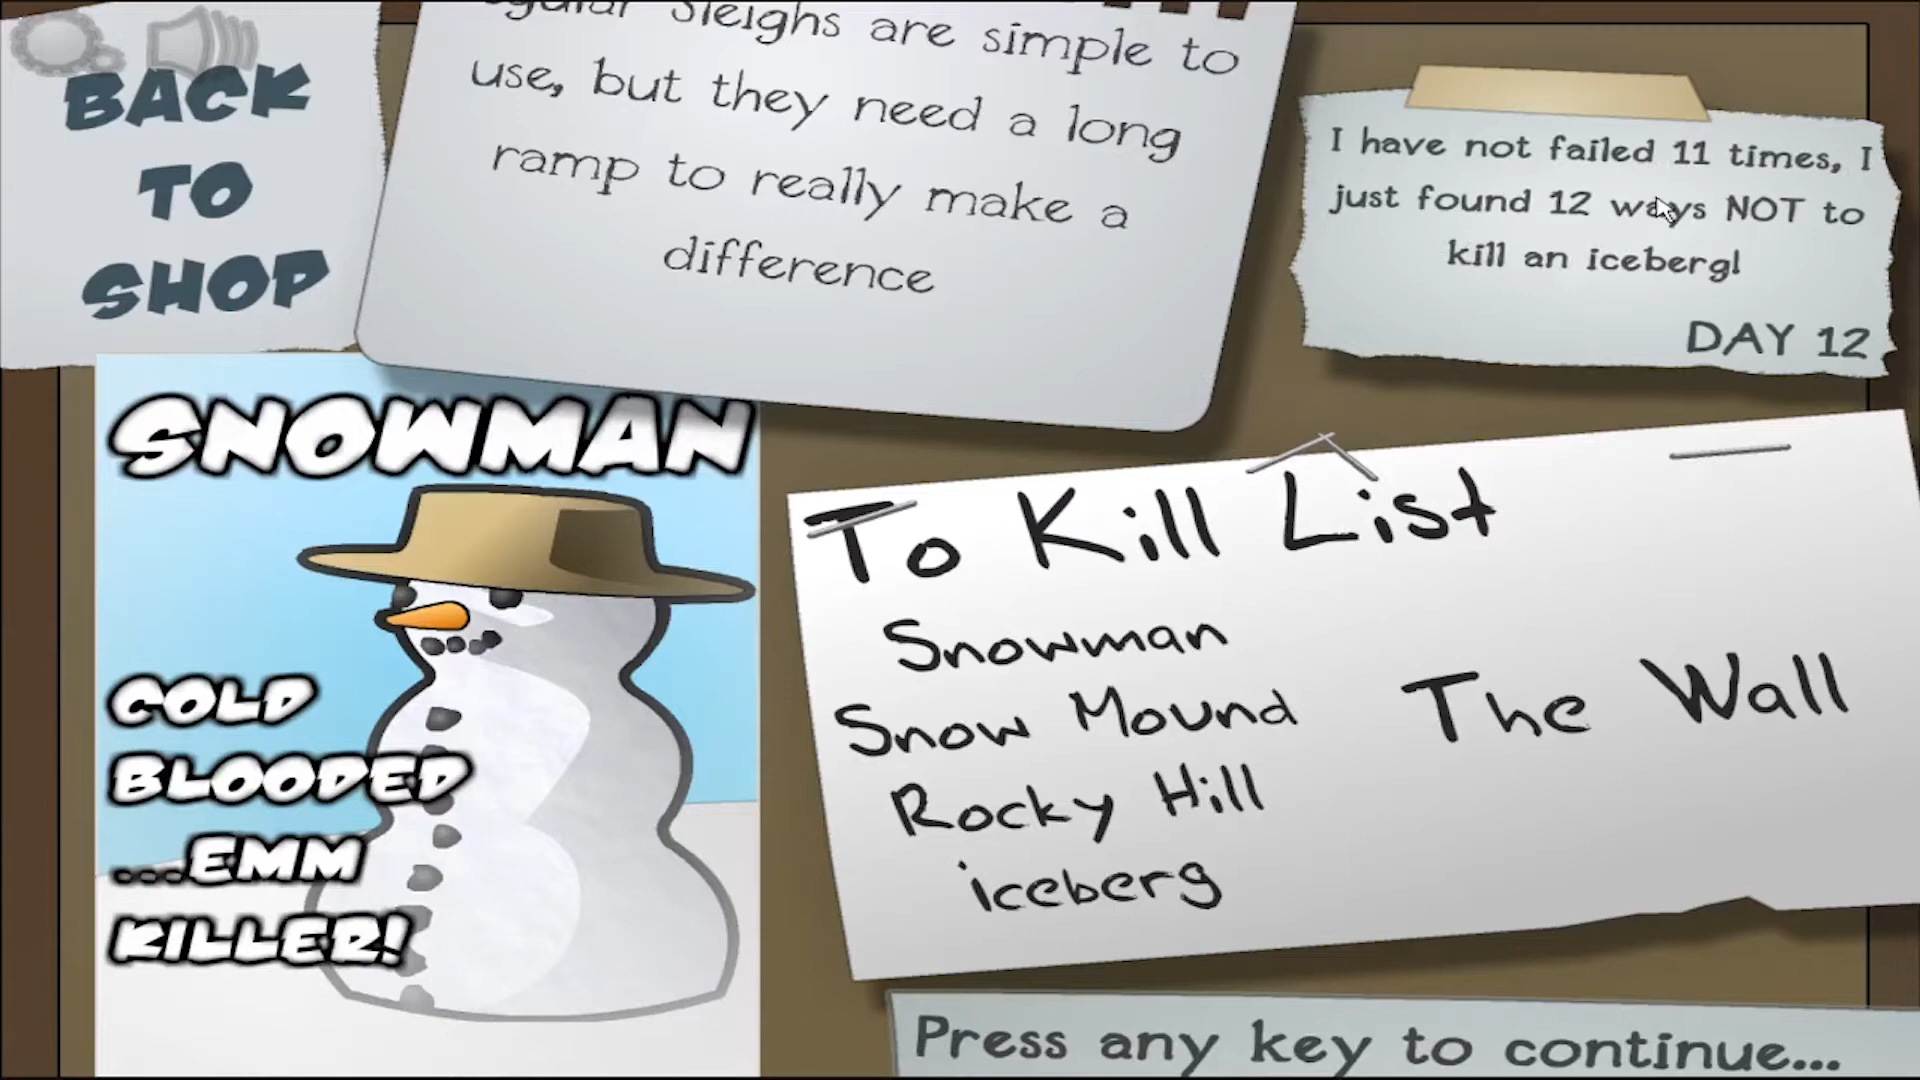 BACK
TO
SHOP
Sleighs are simple to
use, but they need a long
ramp to really make a
difference
I have not failed 11 times, I
just found 12 ways NOT to
kill an iceberg!
DAY 12
SNOWMAN
COLD
BLOODED
...EMM
KILLER!
To Kill List
Snowman
Snow Mound
Rocky Hill
iceberg
The Wall
Press any key to continue...